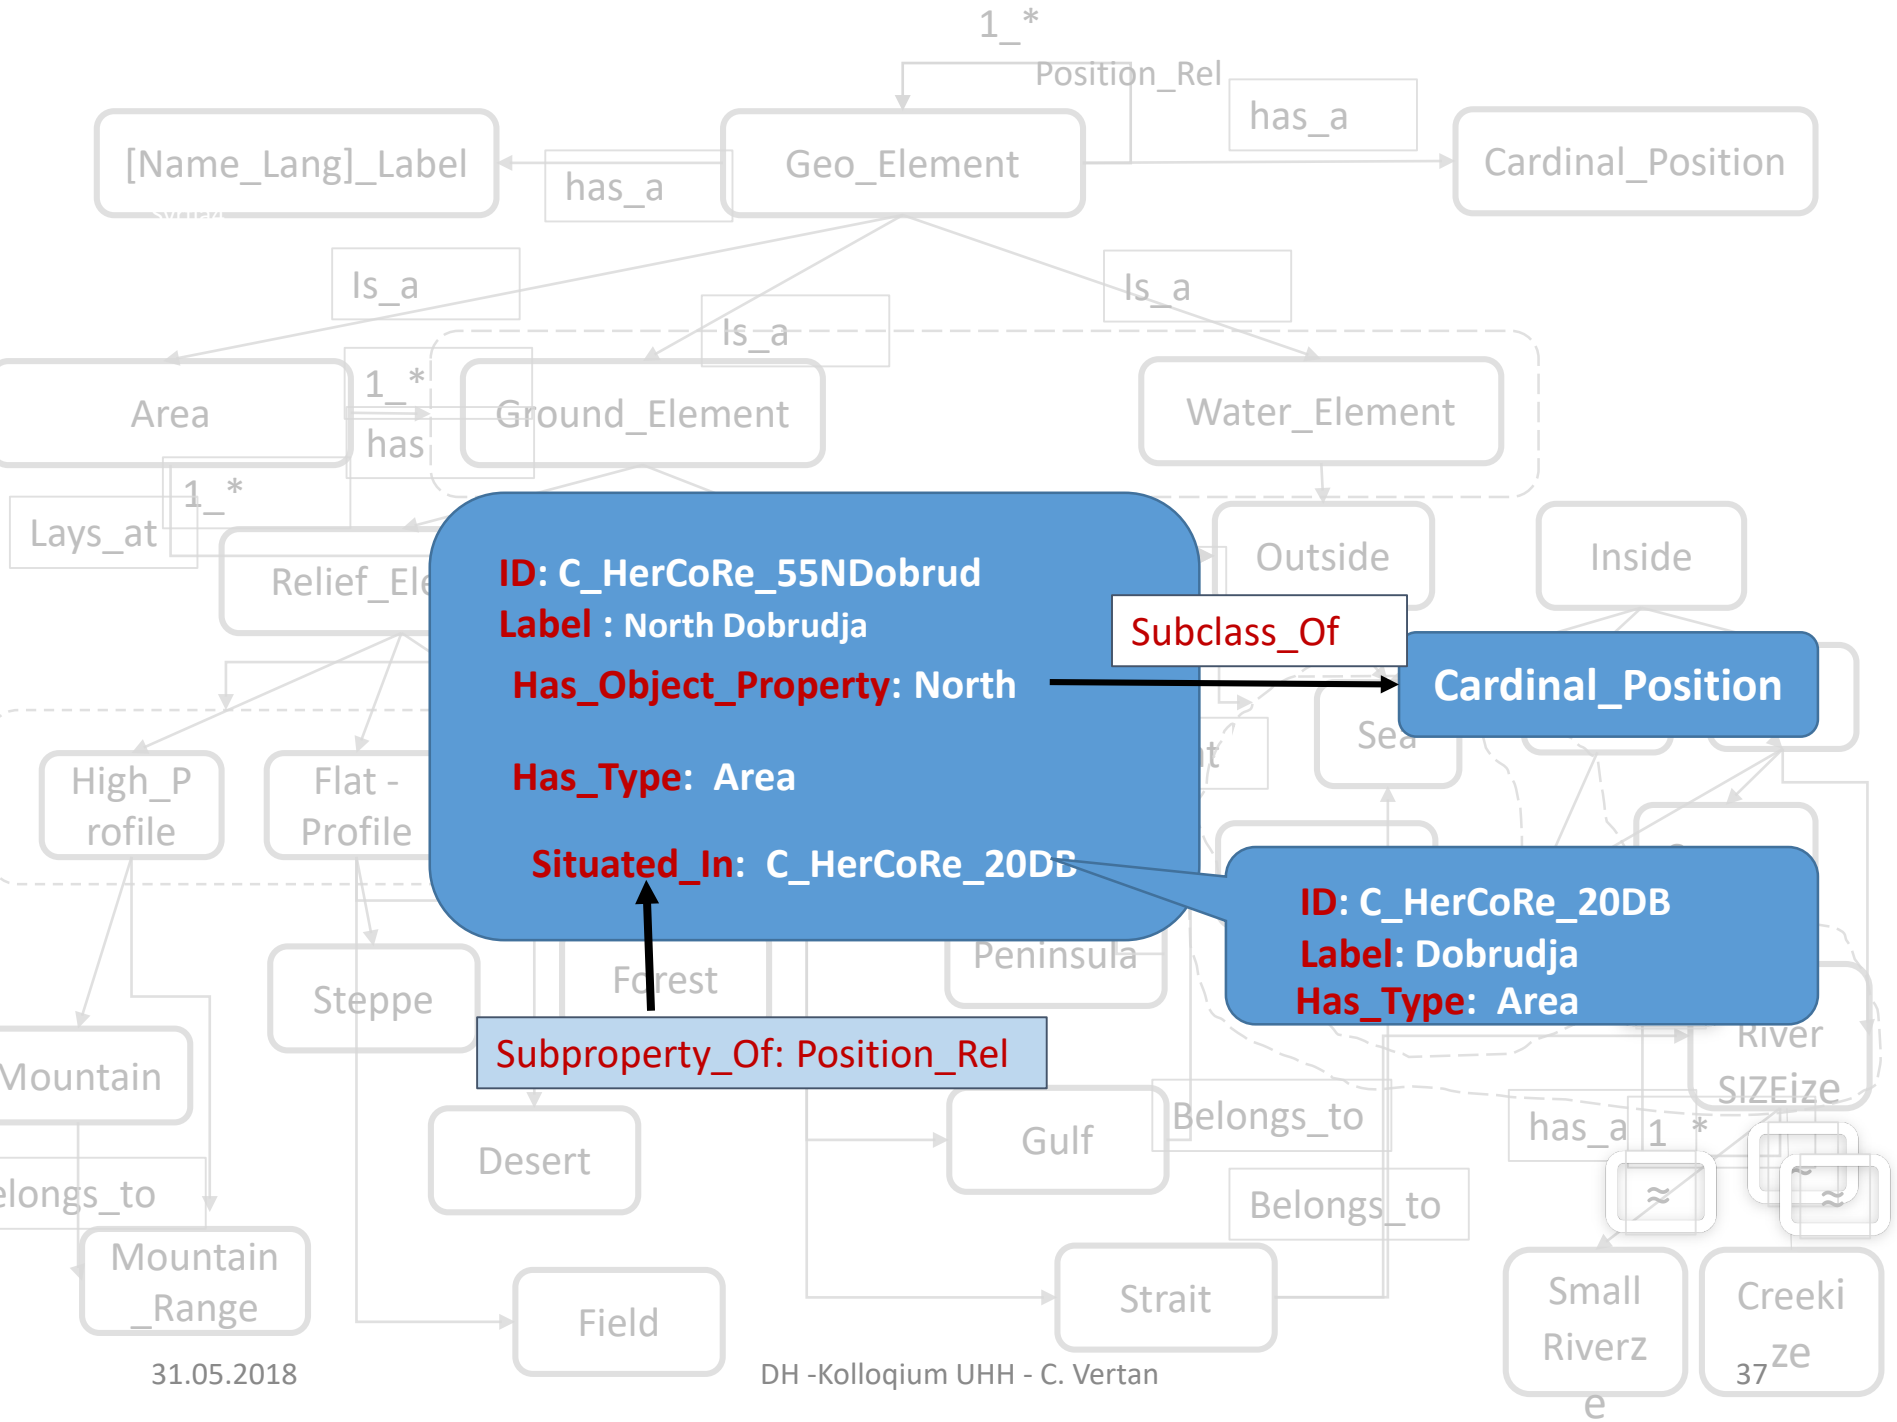 1_*
Position_Rel
has_a
[Name_Lang]_Label
has_a
Geo_Element
Cardinal_Position
Is_a
Is_a
Is_a
Area
1_*
has
Ground_Element
Water_Element
1_*
Lays_at
Relief_Ele
Outside
Inside
ID: C_HerCoRe_55NDobrud
Label : North Dobrudja
Has_Object_Property: North
Has_Type: Area
Situated_In: C_HerCoRe_20DB
Subclass_Of
Cardinal_Position
Sea
High_P
rofile
Flat -
Profile
ID: C_HerCoRe_20DB
Label: Dobrudja
Has_Type: Area
Steppe
Forest
Peninsula
Subproperty_Of: Position_Rel
River
SIZEize
Mountain
Desert
Gulf
Belongs_to
has_a
1_*
≈
≈
≈
elongs_to
Belongs_to
Mountain
_Range
Field
Strait
Small
Riverz
e
Creeki
ze
31.05.2018
DH -Kolloqium UHH - C. Vertan
37